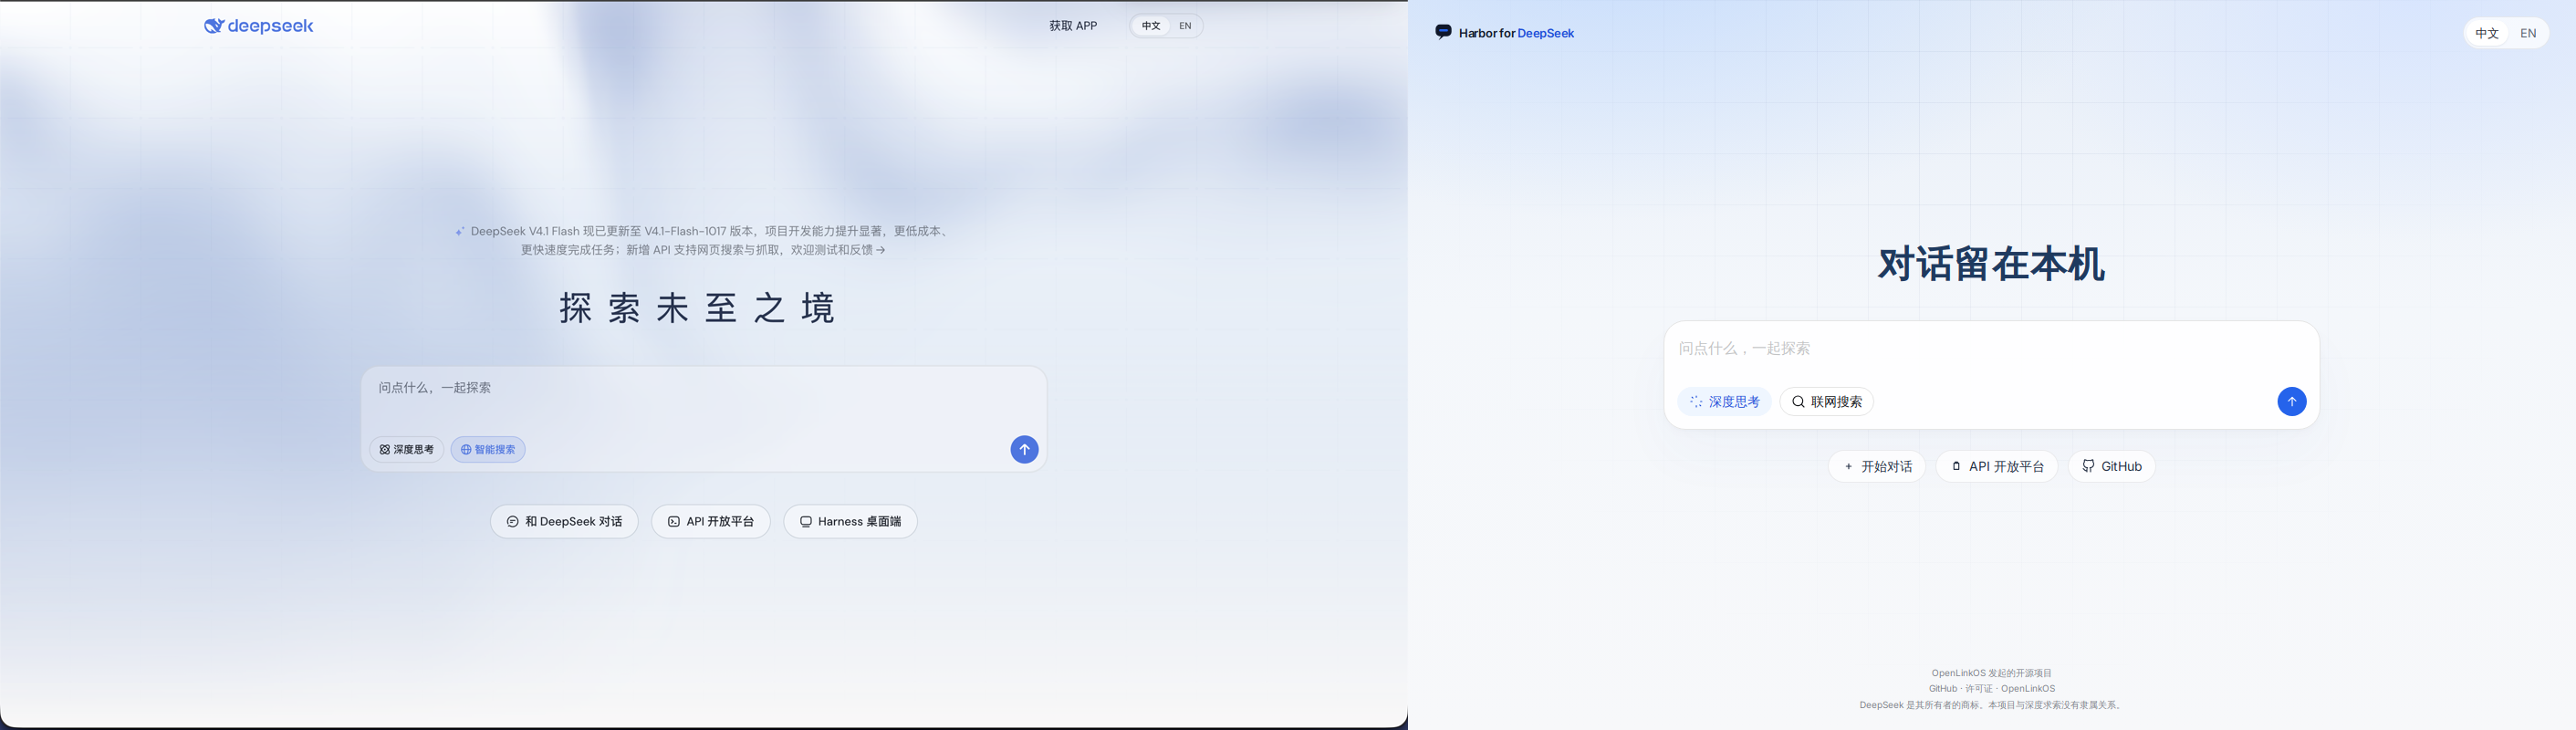 deepseek
获取 APP
中文 EN
DeepSeek V4.1 Flash 现已更新至 V4.1-Flash-1017 版本，项目开发能力提升显著，更低成本、
更快速度完成任务；新增 API 支持网页搜索与抓取，欢迎测试和反馈 →
探索未至之境
问点什么，一起探索
深度思考 智能搜索
和 DeepSeek 对话 API 开放平台 Harness 桌面端
Harbor for DeepSeek
中文 EN
对话留在本机
问点什么，一起探索
深度思考 联网搜索
开始对话 API 开放平台 GitHub
OpenLinkOS 发起的开源项目
GitHub · 许可证 · OpenLinkOS
DeepSeek 是其所有者的商标。本项目与深度求索没有隶属关系。